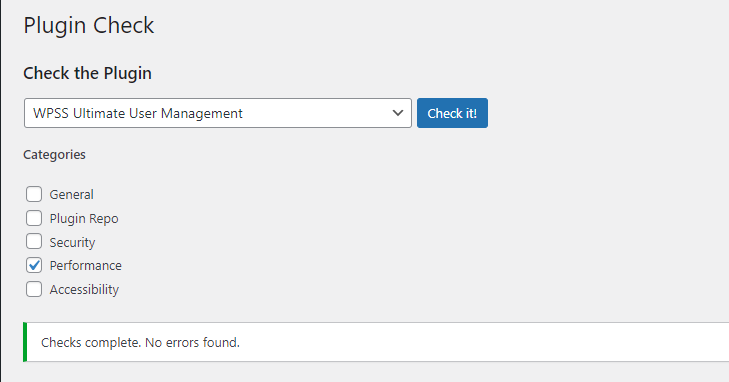 Plugin Check
Check the Plugin
WPSS Ultimate User Management
Check it!
Categories
General
Plugin Repo
Security
Performance
Accessibility
Checks complete. No errors found.